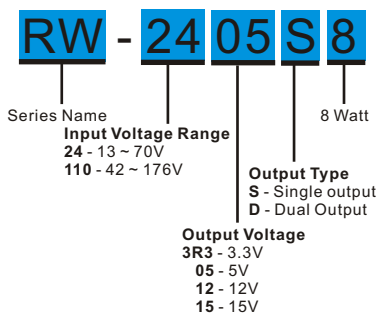 RW - 24 05 S 8
Series Name
8 Watt
Input Voltage Range
24 - 13 ~ 70V
110 - 42 ~ 176V
Output Type
S - Single output
D - Dual Output
Output Voltage
3R3 - 3.3V
05 - 5V
12 - 12V
15 - 15V